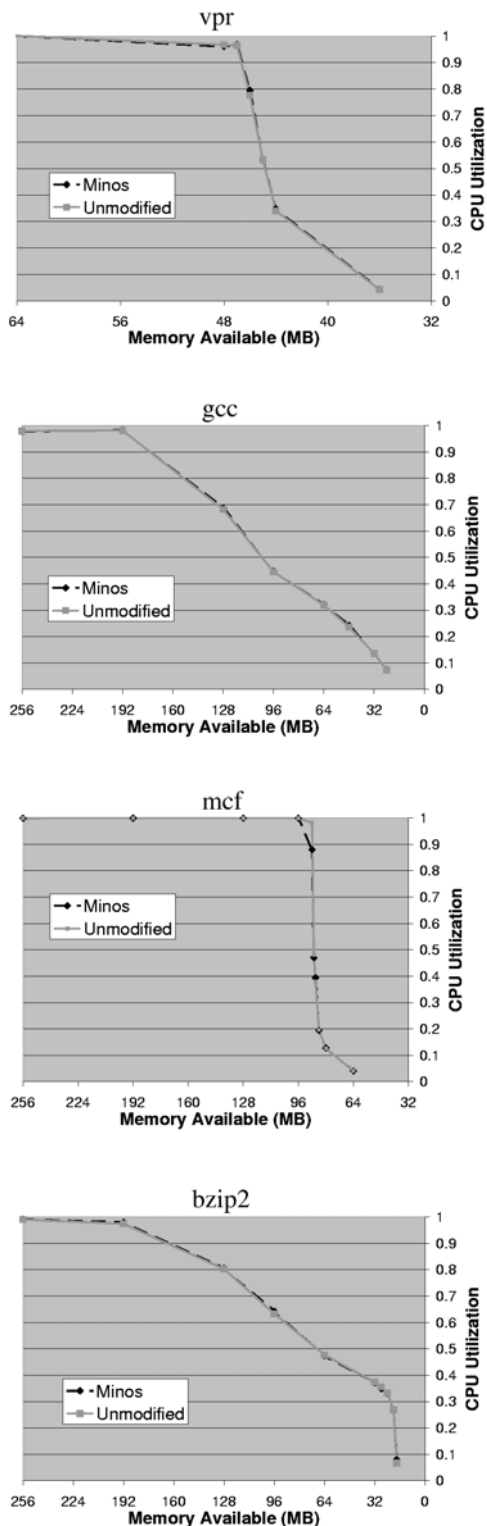 vpr
1
0.9
0.8
0.7
0.6
0.5
0.4
0.3
0.2
0.1
0
CPU Utilization
Minos
Unmodified
64 56 48 40 32
Memory Available (MB)
gcc
1
0.9
0.8
0.7
0.6
0.5
0.4
0.3
0.2
0.1
0
CPU Utilization
Minos
Unmodified
256 224 192 160 128 96 64 32 0
Memory Available (MB)
mcf
1
0.9
0.8
0.7
0.6
0.5
0.4
0.3
0.2
0.1
0
CPU Utilization
Minos
Unmodified
256 224 192 160 128 96 64 32
Memory Available (MB)
bzip2
1
0.9
0.8
0.7
0.6
0.5
0.4
0.3
0.2
0.1
0
CPU Utilization
Minos
Unmodified
256 224 192 160 128 96 64 32 0
Memory Available (MB)